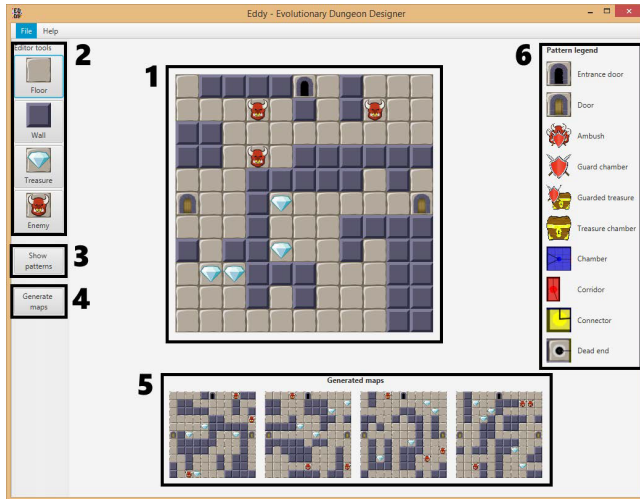 Eddy - Evolutionary Dungeon Designer
File Help
Editor tools
2
Floor
Wall
Treasure
Enemy
Show
patterns
3
Generate
maps
4
1
6
Pattern legend
Entrance door
Door
Ambush
Guard chamber
Guarded treasure
Treasure chamber
Chamber
Corridor
Connector
Dead end
5
Generated maps